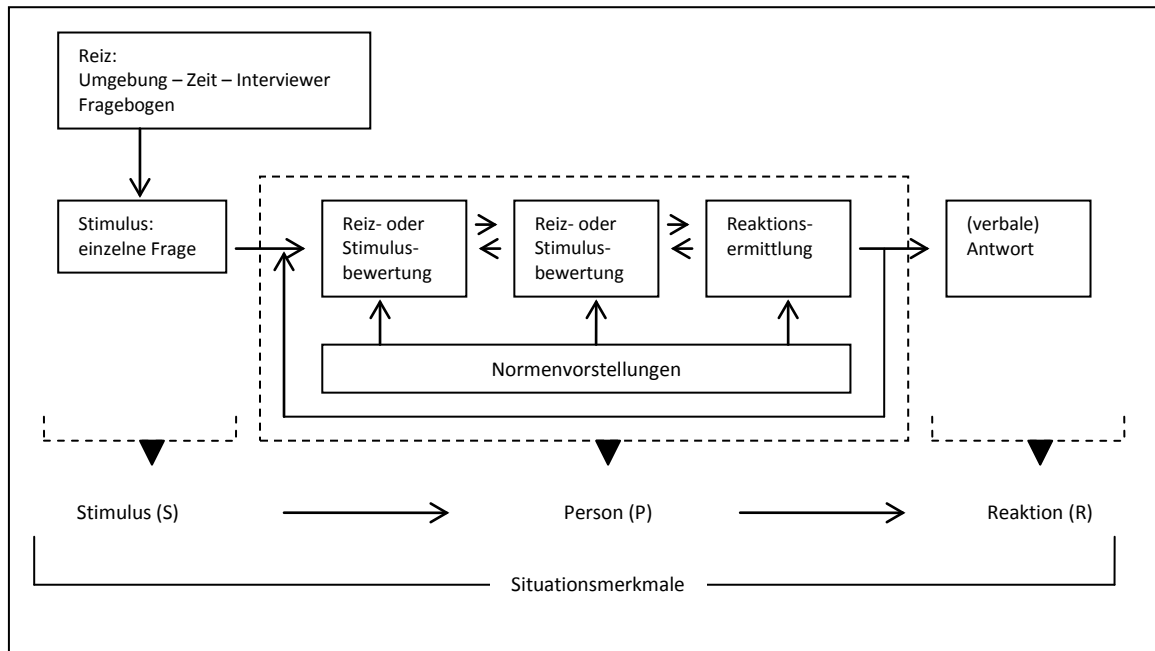 Reiz:
Umgebung – Zeit – Interviewer
Fragebogen
Stimulus:
einzelne Frage
Reiz- oder
Stimulus-
bewertung
Reiz- oder
Stimulus-
bewertung
Reaktions-
ermittlung
(verbale)
Antwort
Normenvorstellungen
Stimulus (S)
Person (P)
Reaktion (R)
Situationsmerkmale